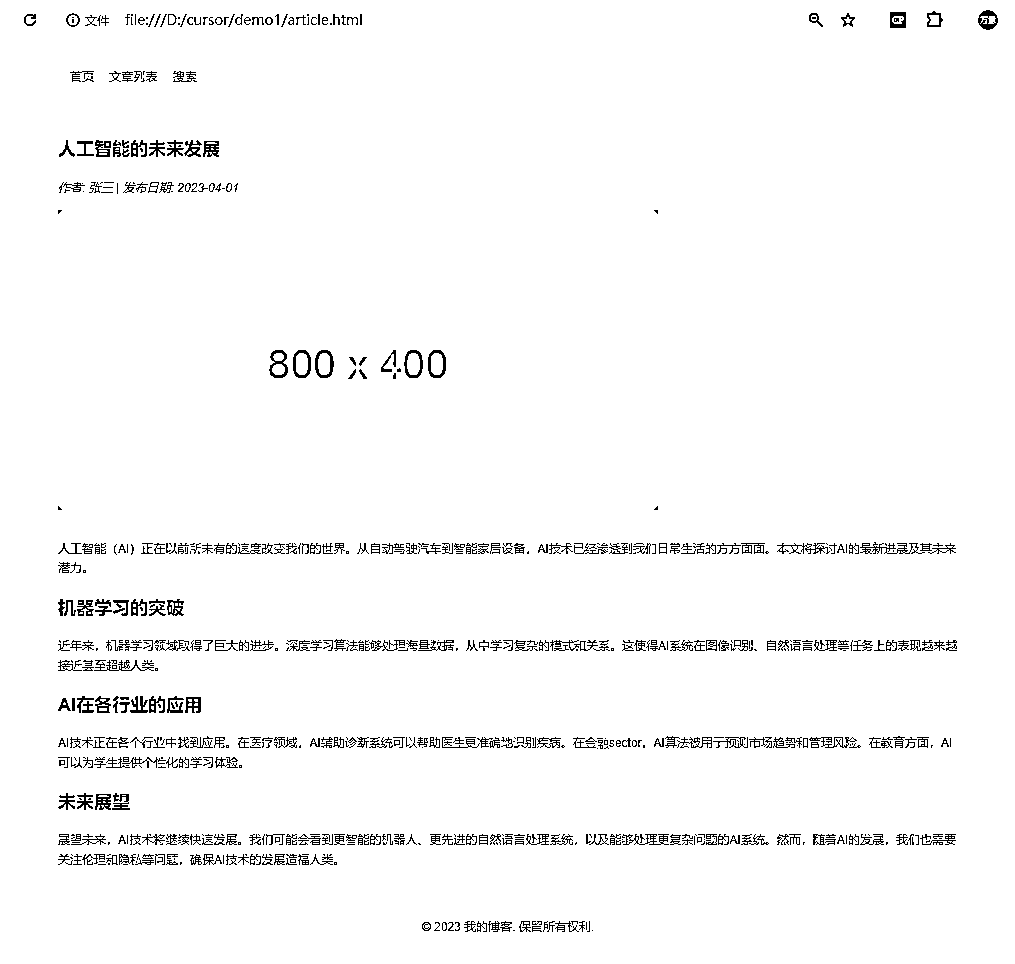 文件 file:///D:/cursor/demo1/article.html
首页 文章列表 搜索
人工智能的未来发展
作者: 张三 | 发布日期: 2023-04-01
800 x 400
人工智能（AI）正在以前所未有的速度改变我们的世界。从自动驾驶汽车到智能家居设备，AI技术已经渗透到我们日常生活的方方面面。本文将探讨AI的最新进展及其未来
潜力。
机器学习的突破
近年来，机器学习领域取得了巨大的进步。深度学习算法能够处理海量数据，从中学习复杂的模式和关系。这使得AI系统在图像识别、自然语言处理等任务上的表现越来越
接近甚至超越人类。
AI在各行业的应用
AI技术正在各个行业中找到应用。在医疗领域，AI辅助诊断系统可以帮助医生更准确地识别疾病。在金融sector，AI算法被用于预测市场趋势和管理风险。在教育方面，AI
可以为学生提供个性化的学习体验。
未来展望
展望未来，AI技术将继续快速发展。我们可能会看到更智能的机器人、更先进的自然语言处理系统，以及能够处理更复杂问题的AI系统。然而，随着AI的发展，我们也需要
关注伦理和隐私等问题，确保AI技术的发展造福人类。
© 2023 我的博客. 保留所有权利.